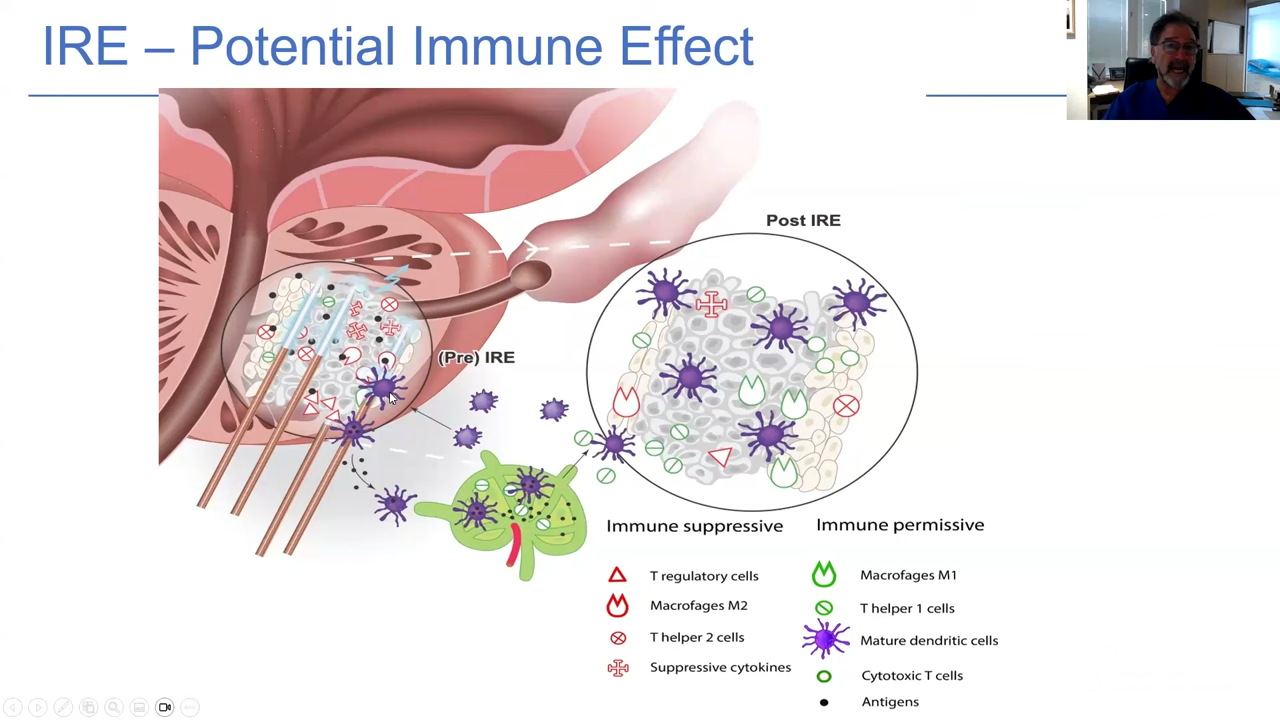 IRE – Potential Immune Effect
Post IRE
(Pre) IRE
Immune suppressive
T regulatory cells
Macrofages M2
T helper 2 cells
Suppressive cytokines
Immune permissive
Macrofages M1
T helper 1 cells
Mature dendritic cells
Cytotoxic T cells
Antigens